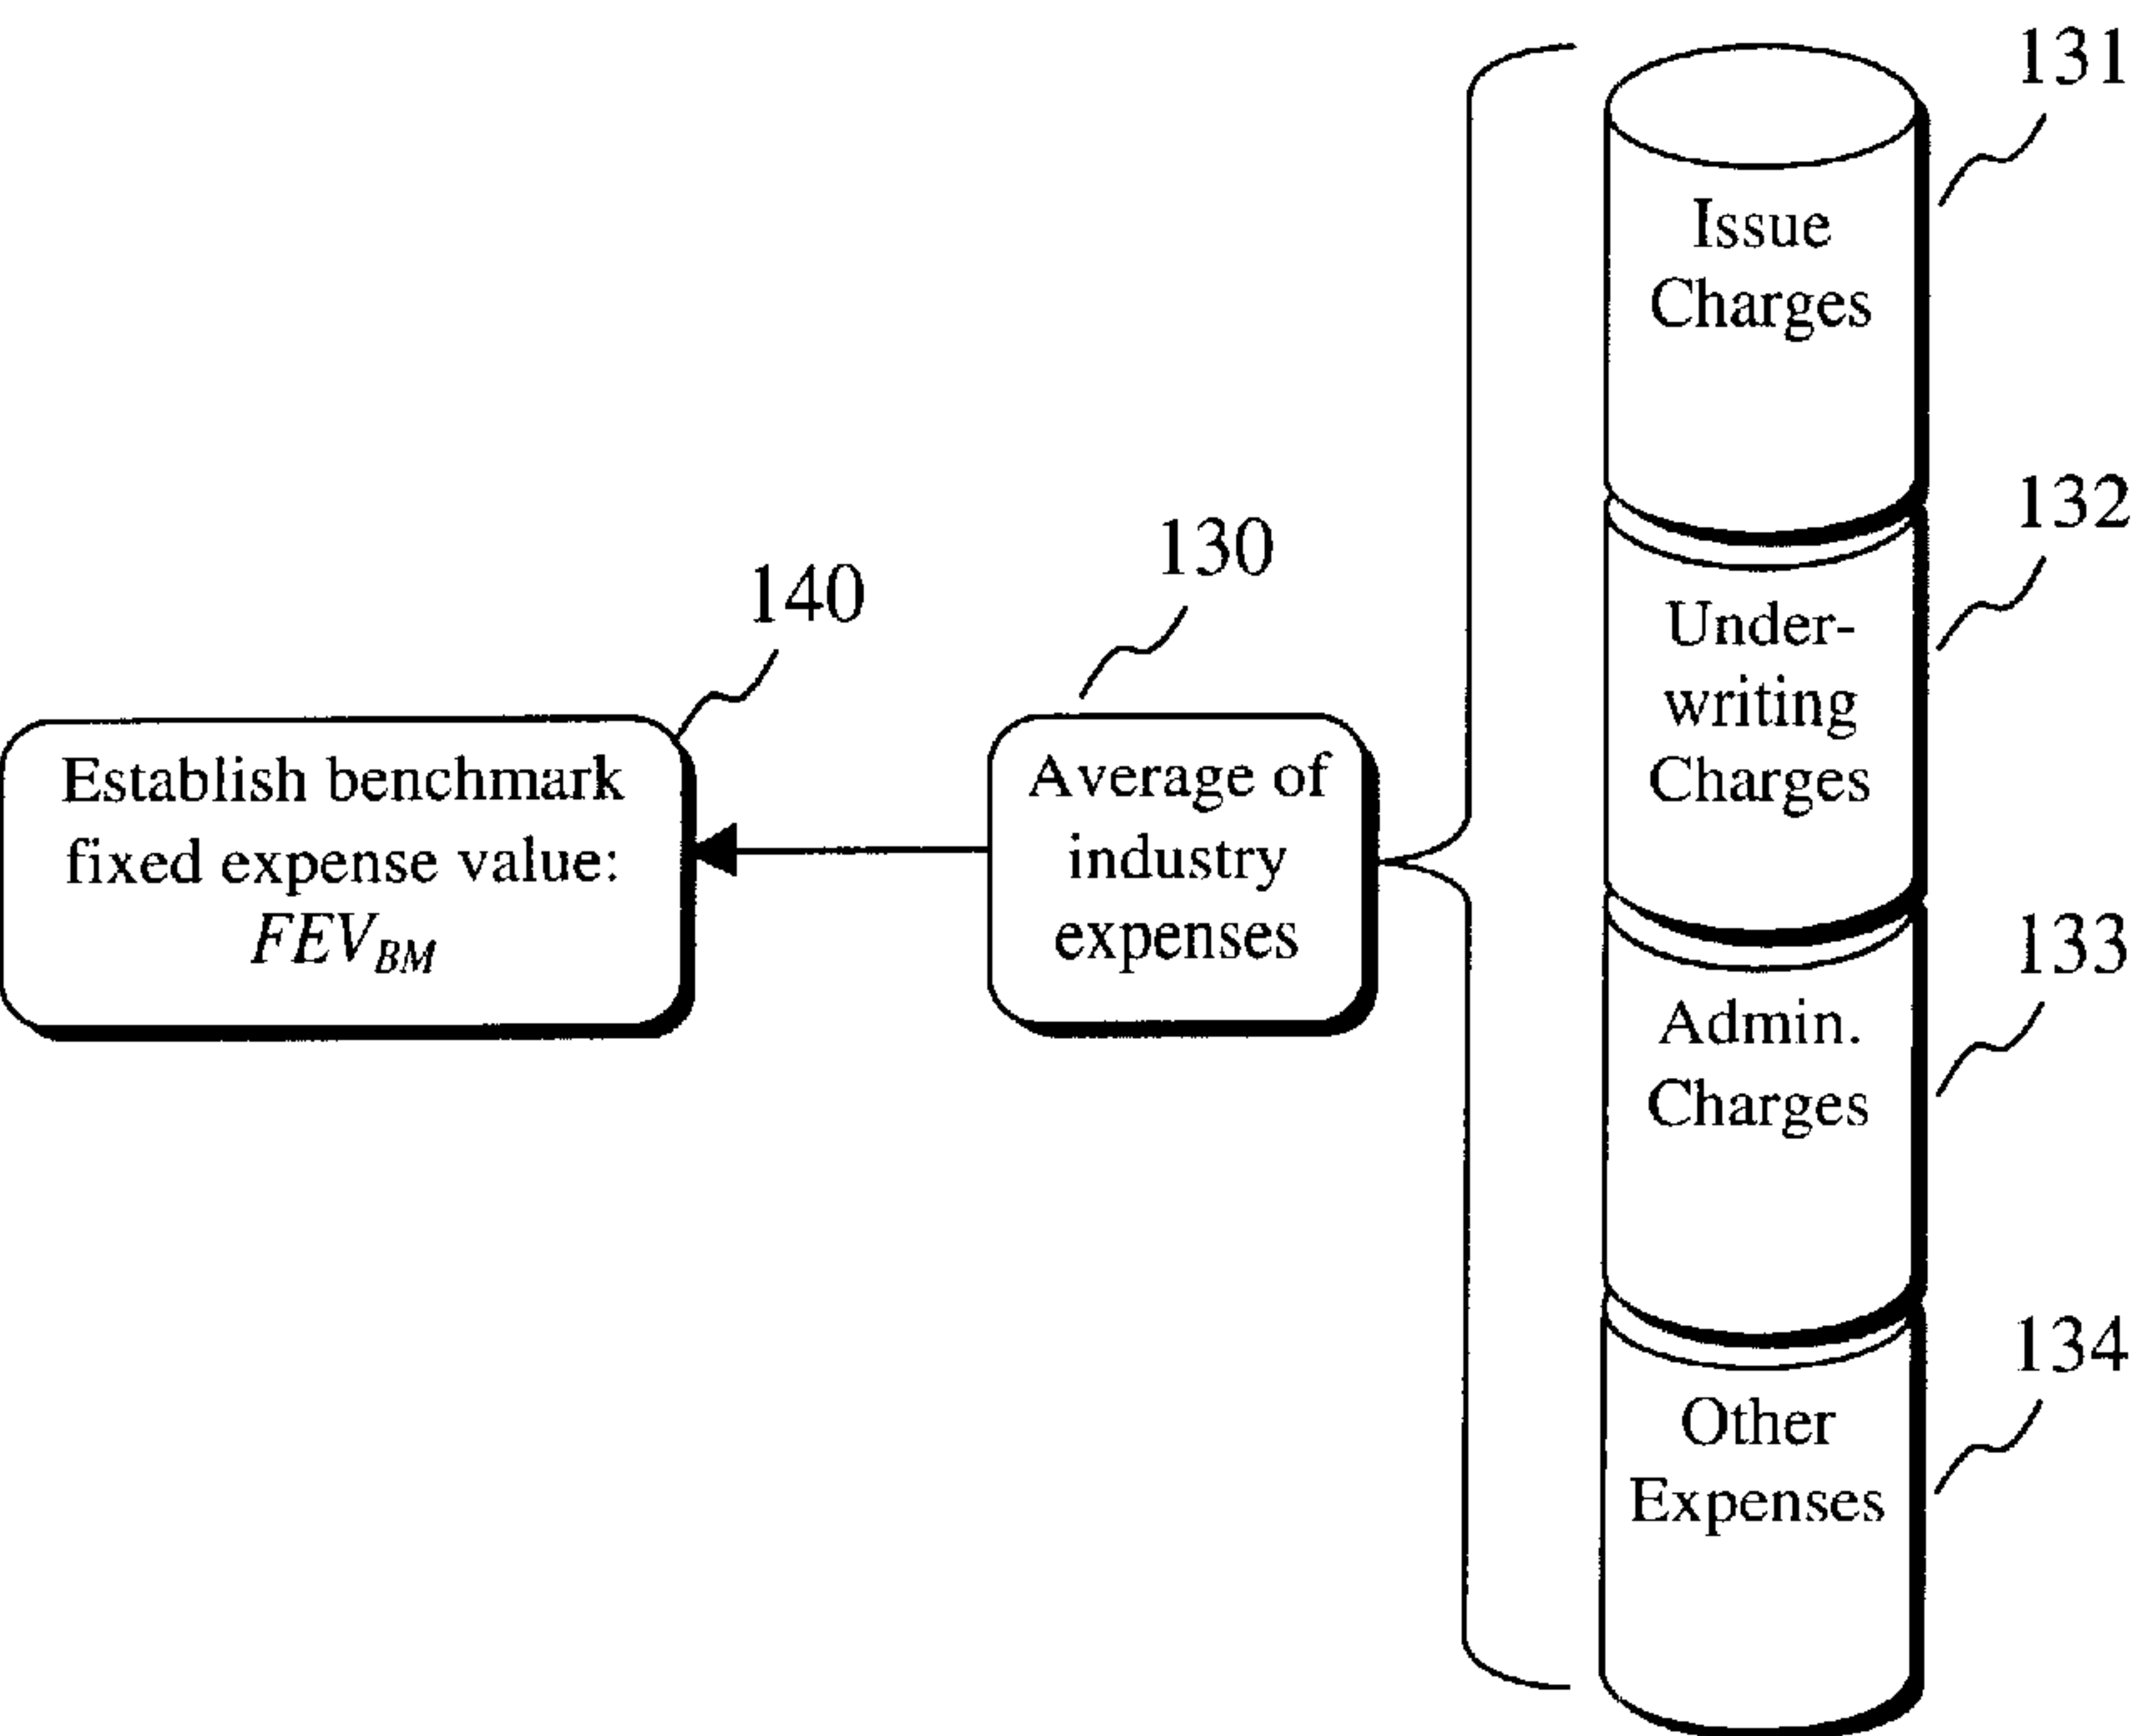 131
Issue
Charges
132
Under-
writing
Charges
133
Admin.
Charges
134
Other
Expenses
130
Average of
industry
expenses
140
Establish benchmark
fixed expense value:
FEV_BM